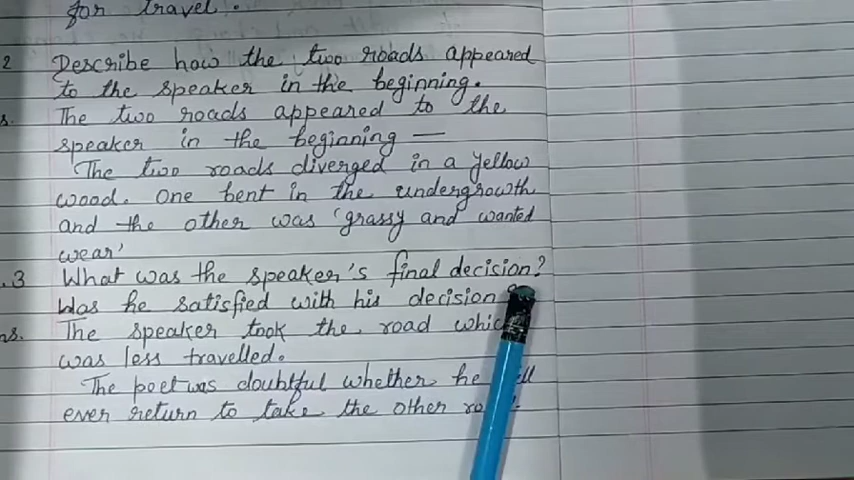 for travel.
2 Describe how the two roads appeared
to the speaker in the beginning.
s. The two roads appeared to the
speaker in the beginning —
The two roads diverged in a yellow
wood. One bent in the undergrowth
and the other was 'grassy and wanted
wear'
.3 What was the speaker's final decision?
Was he satisfied with his decision
ns. The speaker took the road
was less travelled.
The poet was doubtful whether he
ever return to take the other